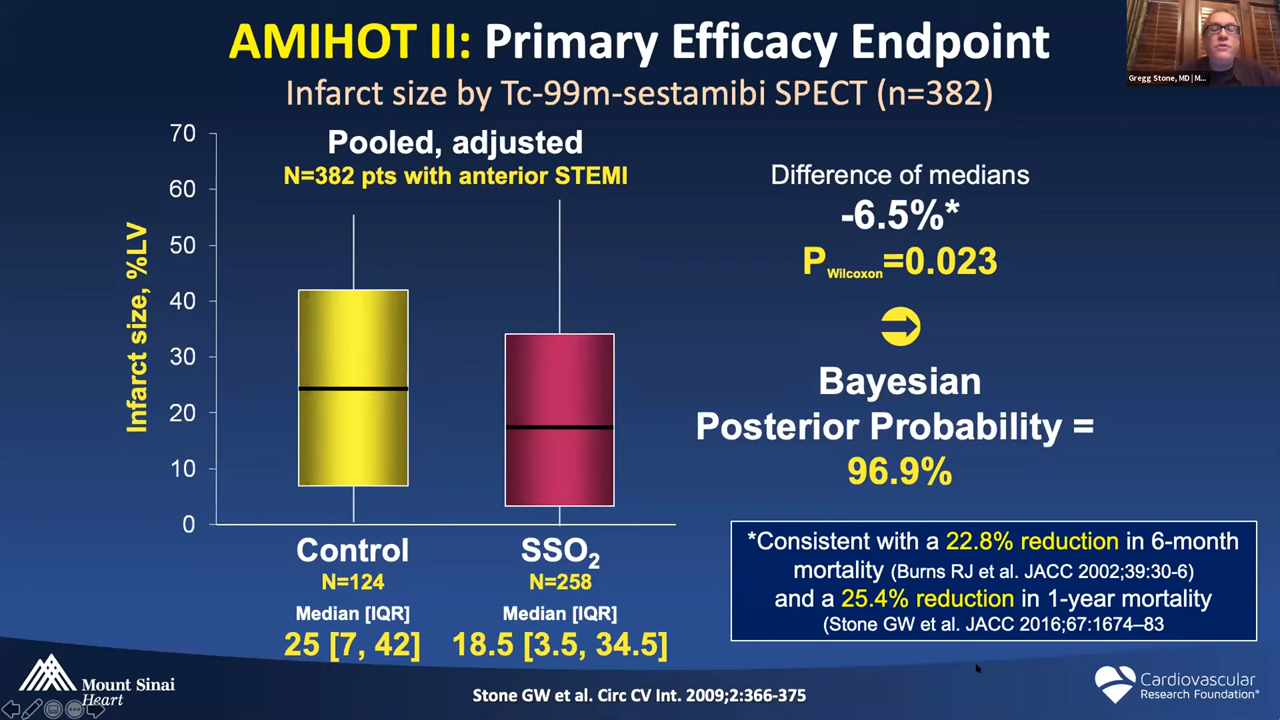 AMIHOT II: Primary Efficacy Endpoint
Infarct size by Tc-99m-sestamibi SPECT (n=382)
Gregg Stone, MD | M...
Pooled, adjusted
N=382 pts with anterior STEMI
Infarct size, %LV
70
60
50
40
30
20
10
0
Control
N=124
Median [IQR]
25 [7, 42]
SSO2
N=258
Median [IQR]
18.5 [3.5, 34.5]
Difference of medians
-6.5%*
PWilcoxon=0.023
Bayesian
Posterior Probability =
96.9%
*Consistent with a 22.8% reduction in 6-month
mortality (Burns RJ et al. JACC 2002;39:30-6)
and a 25.4% reduction in 1-year mortality
(Stone GW et al. JACC 2016;67:1674–83
Mount Sinai
Heart
Stone GW et al. Circ CV Int. 2009;2:366-375
Cardiovascular
Research Foundation®